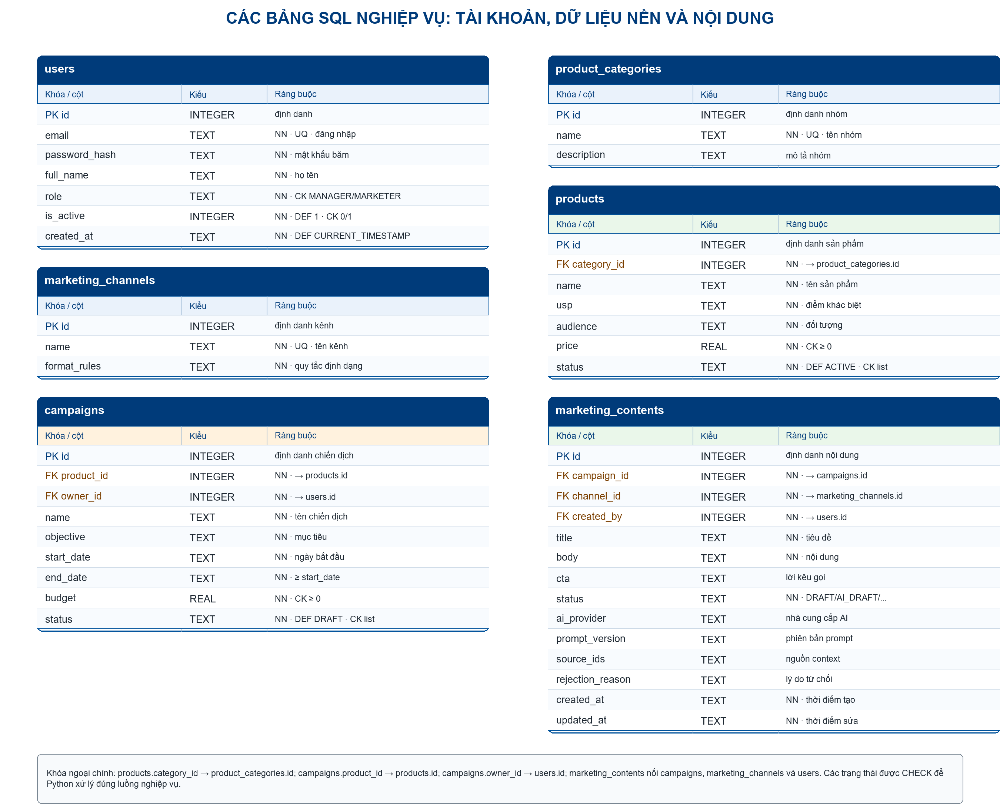 CÁC BẢNG SQL NGHIỆP VỤ: TÀI KHOẢN, DỮ LIỆU NỀN VÀ NỘI DUNG
users
Khóa / cột Kiểu Ràng buộc
PK id INTEGER định danh
email TEXT NN · UQ · đăng nhập
password_hash TEXT NN · mật khẩu băm
full_name TEXT NN · họ tên
role TEXT NN · CK MANAGER/MARKETER
is_active INTEGER NN · DEF 1 · CK 0/1
created_at TEXT NN · DEF CURRENT_TIMESTAMP
marketing_channels
Khóa / cột Kiểu Ràng buộc
PK id INTEGER định danh kênh
name TEXT NN · UQ · tên kênh
format_rules TEXT NN · quy tắc định dạng
campaigns
Khóa / cột Kiểu Ràng buộc
PK id INTEGER định danh chiến dịch
FK product_id INTEGER NN · → products.id
FK owner_id INTEGER NN · → users.id
name TEXT NN · tên chiến dịch
objective TEXT NN · mục tiêu
start_date TEXT NN · ngày bắt đầu
end_date TEXT NN · ≥ start_date
budget REAL NN · CK ≥ 0
status TEXT NN · DEF DRAFT · CK list
product_categories
Khóa / cột Kiểu Ràng buộc
PK id INTEGER định danh nhóm
name TEXT NN · UQ · tên nhóm
description TEXT mô tả nhóm
products
Khóa / cột Kiểu Ràng buộc
PK id INTEGER định danh sản phẩm
FK category_id INTEGER NN · → product_categories.id
name TEXT NN · tên sản phẩm
usp TEXT NN · điểm khác biệt
audience TEXT NN · đối tượng
price REAL NN · CK ≥ 0
status TEXT NN · DEF ACTIVE · CK list
marketing_contents
Khóa / cột Kiểu Ràng buộc
PK id INTEGER định danh nội dung
FK campaign_id INTEGER NN · → campaigns.id
FK channel_id INTEGER NN · → marketing_channels.id
FK created_by INTEGER NN · → users.id
title TEXT NN · tiêu đề
body TEXT NN · nội dung
cta TEXT lời kêu gọi
status TEXT NN · DRAFT/AI_DRAFT/...
ai_provider TEXT nhà cung cấp AI
prompt_version TEXT phiên bản prompt
source_ids TEXT nguồn context
rejection_reason TEXT lý do từ chối
created_at TEXT NN · thời điểm tạo
updated_at TEXT NN · thời điểm sửa
Khóa ngoại chính: products.category_id → product_categories.id; campaigns.product_id → products.id; campaigns.owner_id → users.id; marketing_contents nối campaigns, marketing_channels và users. Các trạng thái được CHECK để
Python xử lý đúng luồng nghiệp vụ.